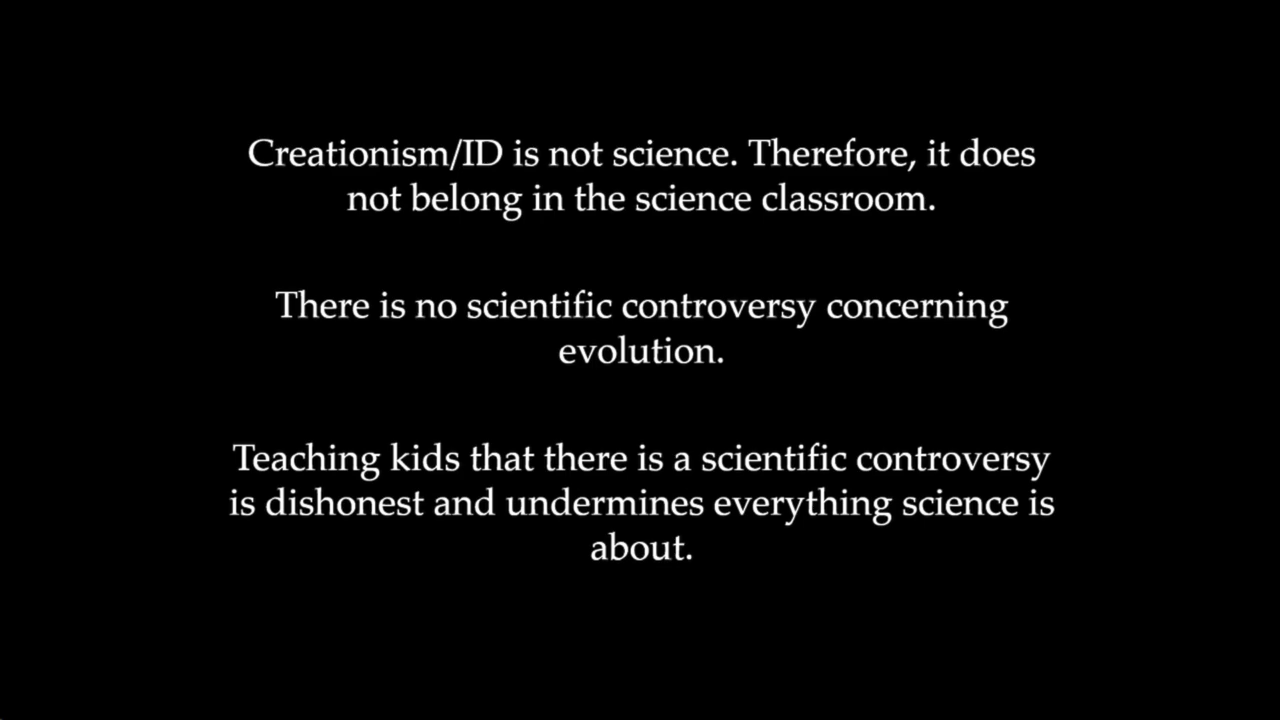 Creationism/ID is not science. Therefore, it does
not belong in the science classroom.
There is no scientific controversy concerning
evolution.
Teaching kids that there is a scientific controversy
is dishonest and undermines everything science is
about.